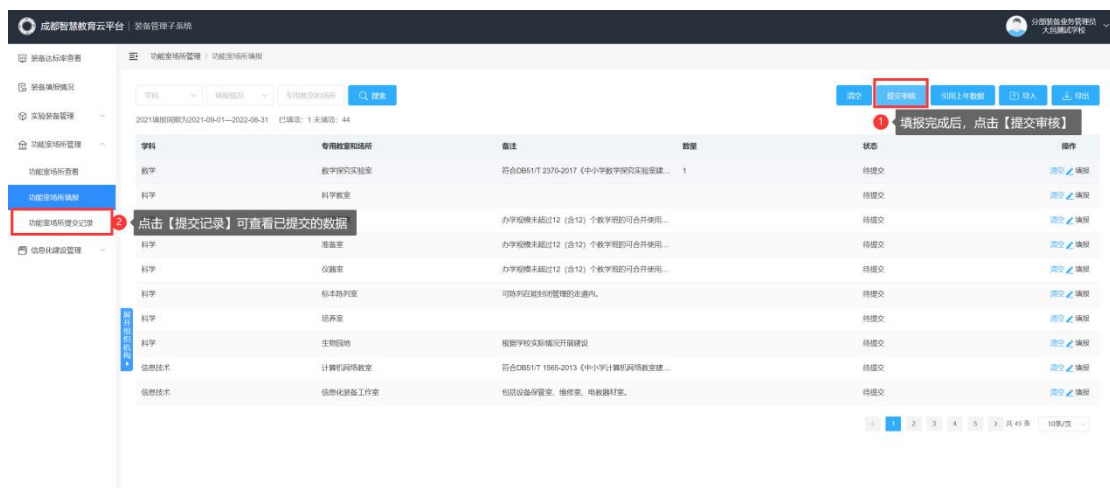 成都智慧教育云平台 装备管理子系统
分部装备业务管理员
大邑测试学校
装备达标率查看
功能室场所管理 / 功能室场所填报
装备填报情况
学科 填报情况 专用教室和场所 搜索 清空 提交审核 引用上年数据 导入 导出
实验装备管理
2021填报周期为2021-09-01—2022-08-31 已填项: 1 未填项: 44
1 填报完成后，点击【提交审核】
功能室场所管理
学科 专用教室和场所 备注 数量 状态 操作
功能室场所查看
数学 数学探究实验室 符合DB51/T 2370-2017《中小学数学探究实验室建... 1 待提交 清空 填报
功能室场所填报
科学 科学教室 待提交 清空 填报
功能室场所提交记录
2 点击【提交记录】可查看已提交的数据
办学规模未超过12（含12）个教学班的可合并使用... 待提交 清空 填报
信息化建设管理
科学 准备室 办学规模未超过12（含12）个教学班的可合并使用... 待提交 清空 填报
科学 仪器室 办学规模未超过12（含12）个教学班的可合并使用... 待提交 清空 填报
科学 标本陈列室 可陈列在能封闭管理的走道内。 待提交 清空 填报
科学 培养室 待提交 清空 填报
展开组织机构
科学 生物园地 根据学校实际情况开展建设 待提交 清空 填报
信息技术 计算机网络教室 符合DB51/T 1565-2013《中小学计算机网络教室建... 待提交 清空 填报
信息技术 信息化装备工作室 包括设备保管室、维修室、电教器材室。 待提交 清空 填报
1 2 3 4 5 共 45 条 10条/页